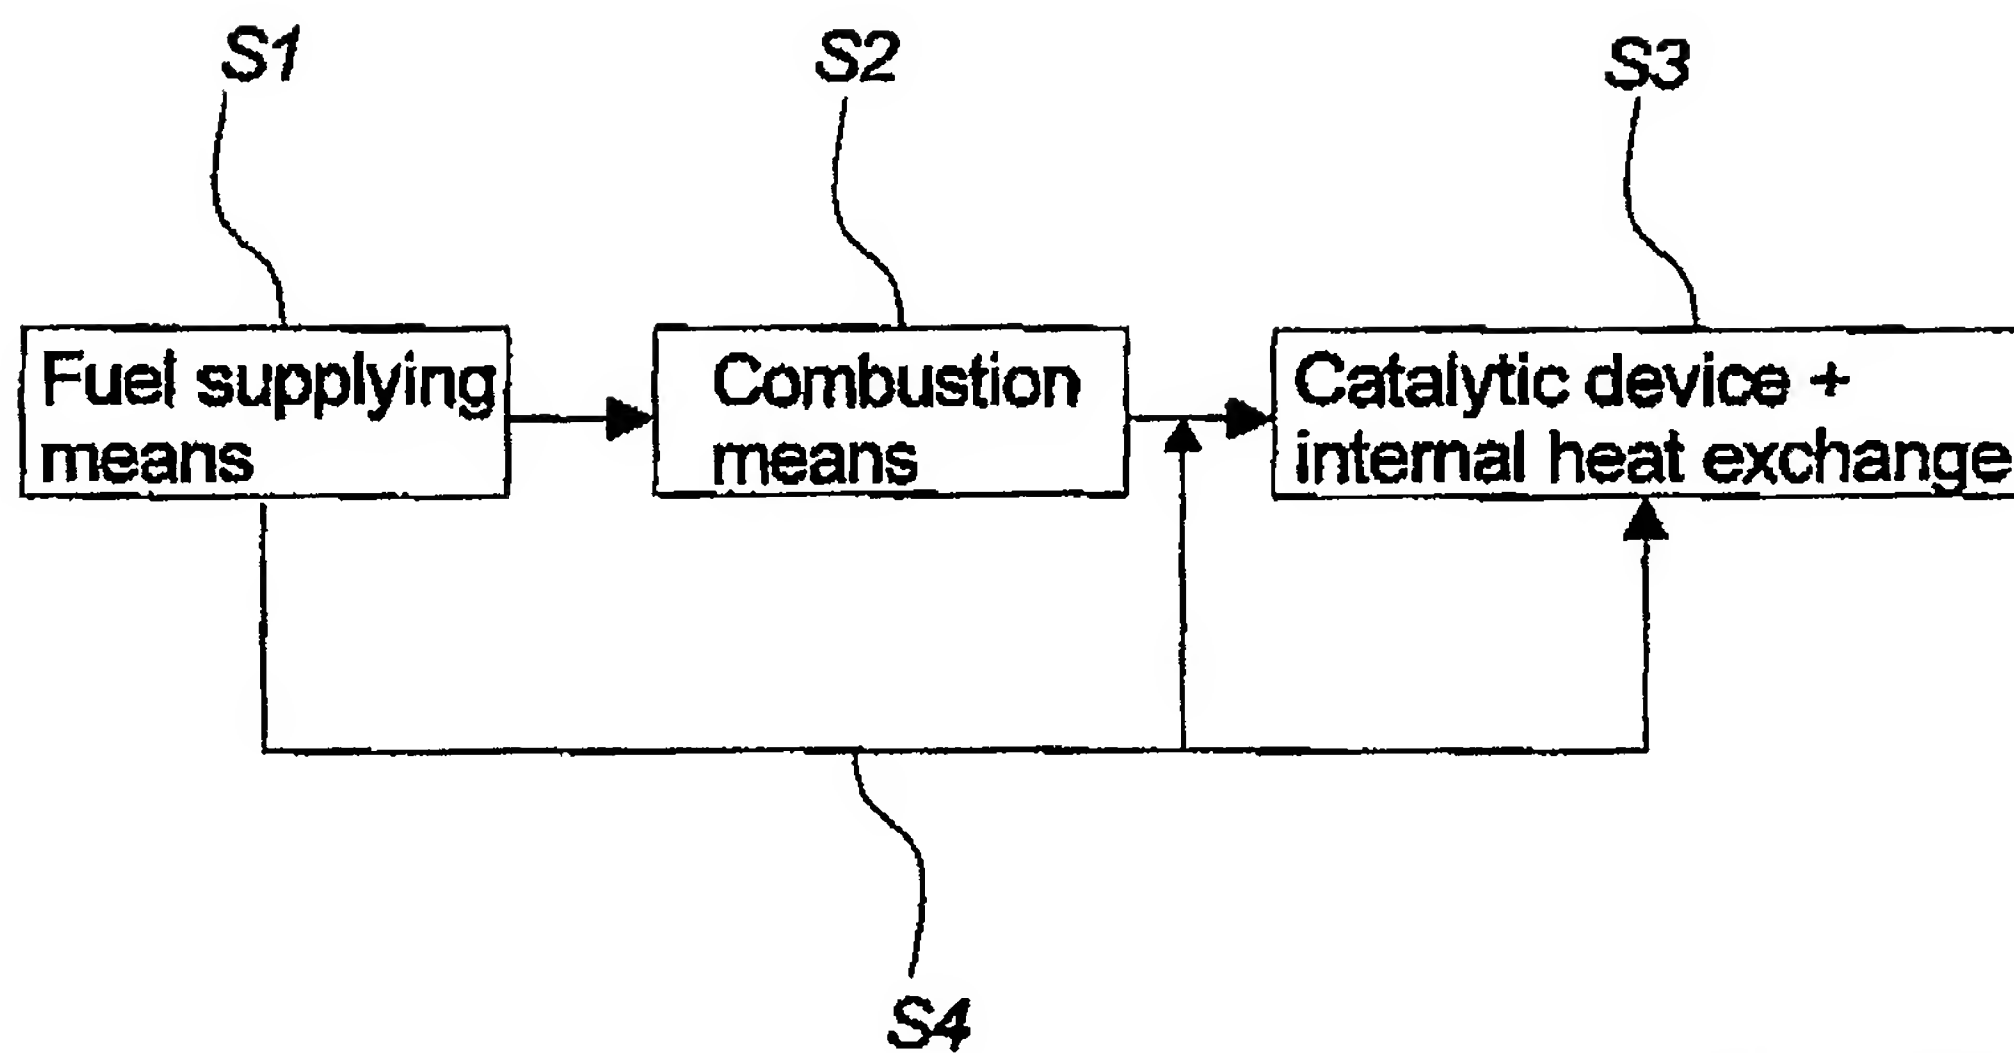 S1
S2
S3
Fuel supplying
means
Combustion
means
Catalytic device +
internal heat exchange
S4